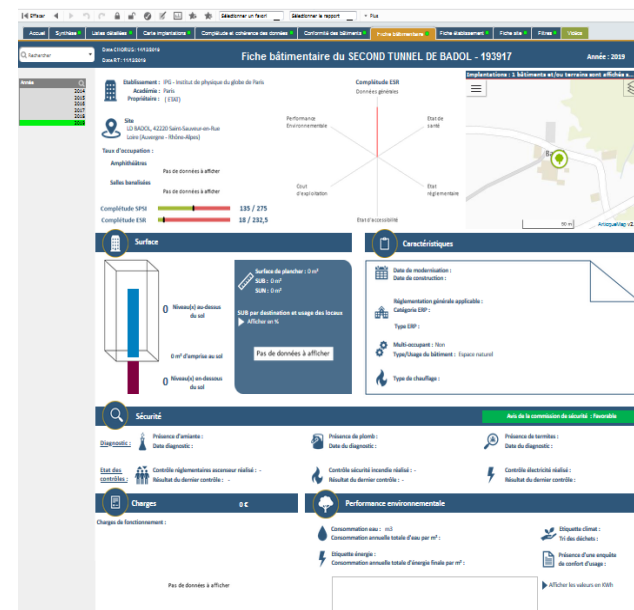 Effacer
Sélectionner un favori
Sélectionner le rapport
Plus
Accueil
Synthèse
Listes détaillées
Carte implantations
Complétude et cohérence des données
Conformité des bâtiments
Fiche bâtimentaire
Fiche établissement
Fiche site
Filtres
Vidéos
Rechercher
Data CHORUS: 11/12/2019
Data RT: 11/12/2019
Fiche bâtimentaire du SECOND TUNNEL DE BADOL - 193917
Année : 2019
Année
2014
2015
2016
2017
2018
2019
Etablissement : IPG - Institut de physique du globe de Paris
Académie : Paris
Propriétaire : ( ETAT)
Site
LD BADOL, 42220 Saint-Sauveur-en-Rue
Loire (Auvergne - Rhône-Alpes)
Taux d'occupation :
Amphithéâtres
Pas de données à afficher
Salles banalisées
Pas de données à afficher
Complétude SPSI
135 / 275
Complétude ESR
18 / 232,5
Complétude ESR
Données générales
Performance
Environnementale
Etat de
santé
Cout
d'exploitation
Etat
réglementaire
Etat d'accessibilité
Implantations : 1 bâtiments et/ou terrains sont affichés s...
Ba
50 m
ArticqueMap v2.
Surface
0 Niveau(x) au-dessus
du sol
0 m² d'emprise au sol
0 Niveau(x) en-dessous
du sol
Surface de plancher : 0 m²
SUB : 0 m²
SUN : 0 m²
SUB par destination et usage des locaux
Afficher en %
Pas de données à afficher
Caractéristiques
Date de modernisation :
Date de construction :
Réglementation générale applicable :
Catégorie ERP :
Type ERP :
Multi-occupant : Non
Type/Usage du bâtiment : Espace naturel
Type de chauffage :
Sécurité
Avis de la commission de sécurité : Favorable
Diagnostic :
Présence d'amiante :
Date diagnostic :
Présence de plomb :
Date du diagnostic :
Présence de termites :
Date du diagnostic :
Etat des
contrôles :
Contrôle réglementaires ascenseur réalisé : -
Résultat du dernier contrôle : -
Contrôle sécurité incendie réalisé : -
Résultat du dernier contrôle : -
Contrôle électricité réalisé :
Résultat du dernier contrôle :
Charges
0 €
Charges de fonctionnement :
Pas de données à afficher
Performance environnementale
Consommation eau : m3
Consommation annuelle totale d'eau par m² :
Etiquette énergie :
Consommation annuelle totale d'énergie finale par m² :
Etiquette climat :
Tri des déchets :
Présence d'une enquête
de confort d'usage :
Afficher les valeurs en KWh